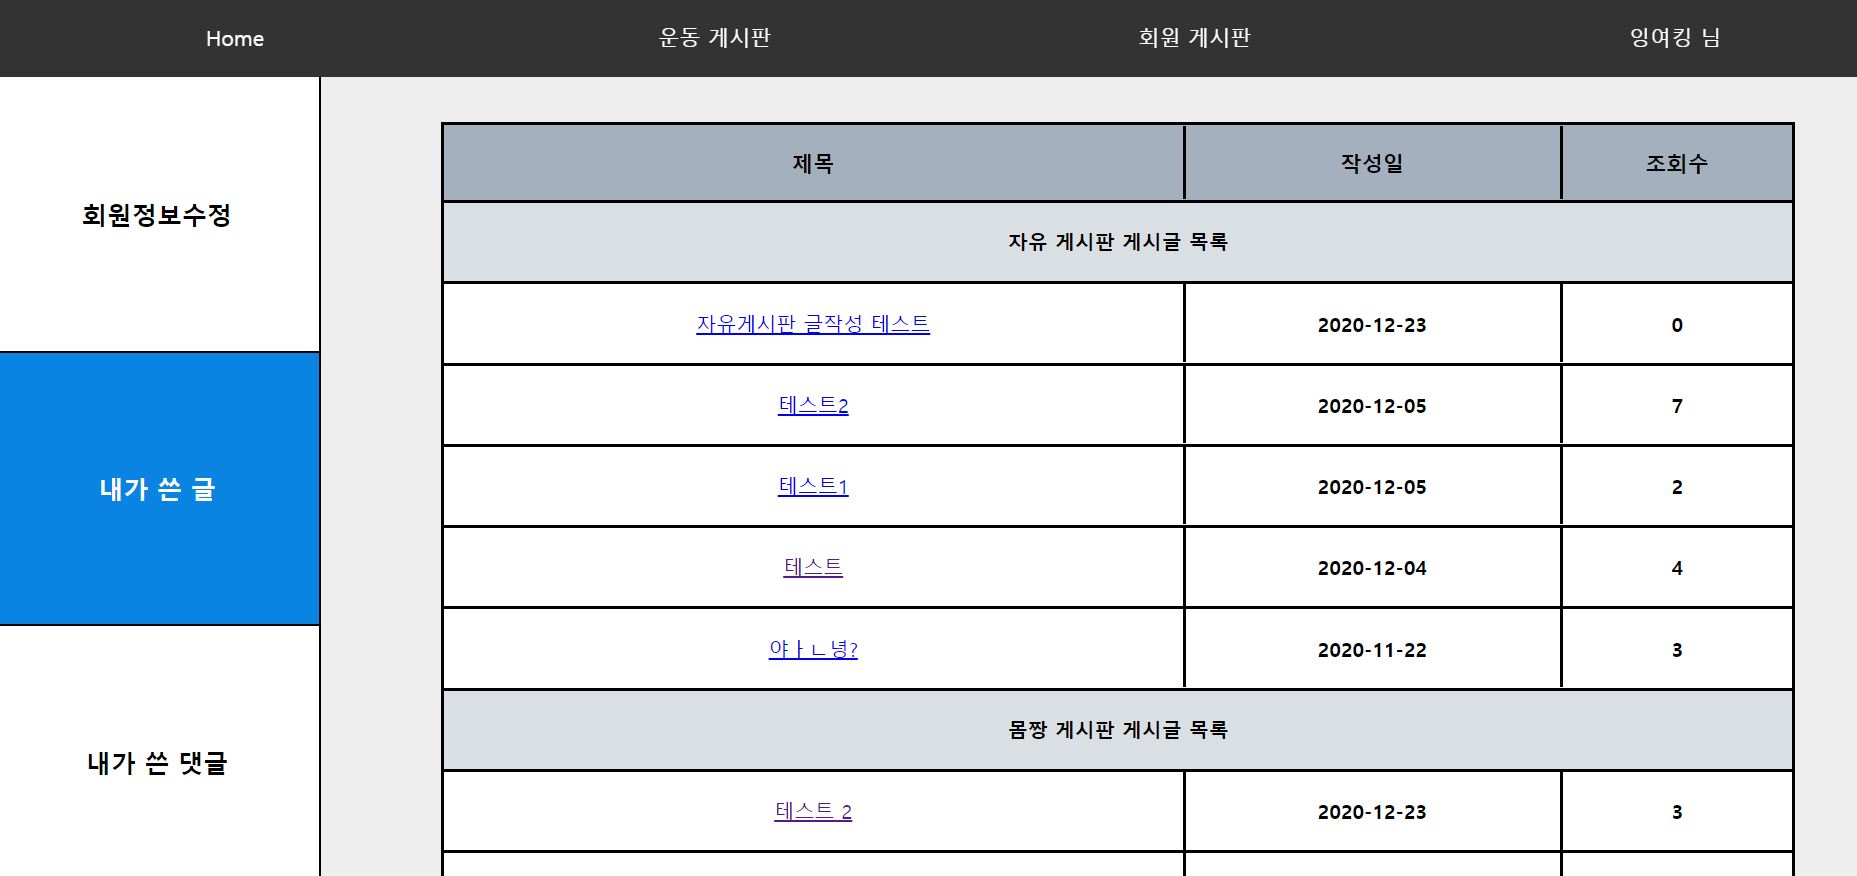 Home 운동 게시판 회원 게시판 잉여킹 님
회원정보수정
내가 쓴 글
내가 쓴 댓글
제목 작성일 조회수
자유 게시판 게시글 목록
자유게시판 글작성 테스트 2020-12-23 0
테스트2 2020-12-05 7
테스트1 2020-12-05 2
테스트 2020-12-04 4
야ㅏㄴ녕? 2020-11-22 3
몸짱 게시판 게시글 목록
테스트 2 2020-12-23 3